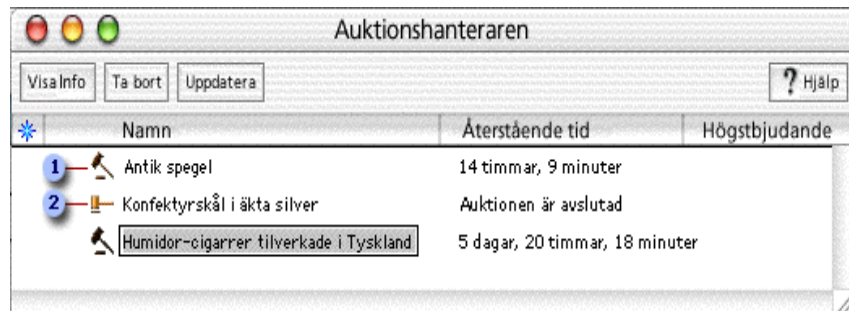 Auktionshanteraren
Visa Info Ta bort Uppdatera ? Hjälp
Namn Återstående tid Högstbjudande
1 Antik spegel 14 timmar, 9 minuter
2 Konfektyrskål i äkta silver Auktionen är avslutad
Humidor-cigarrer tilverkade i Tyskland 5 dagar, 20 timmar, 18 minuter